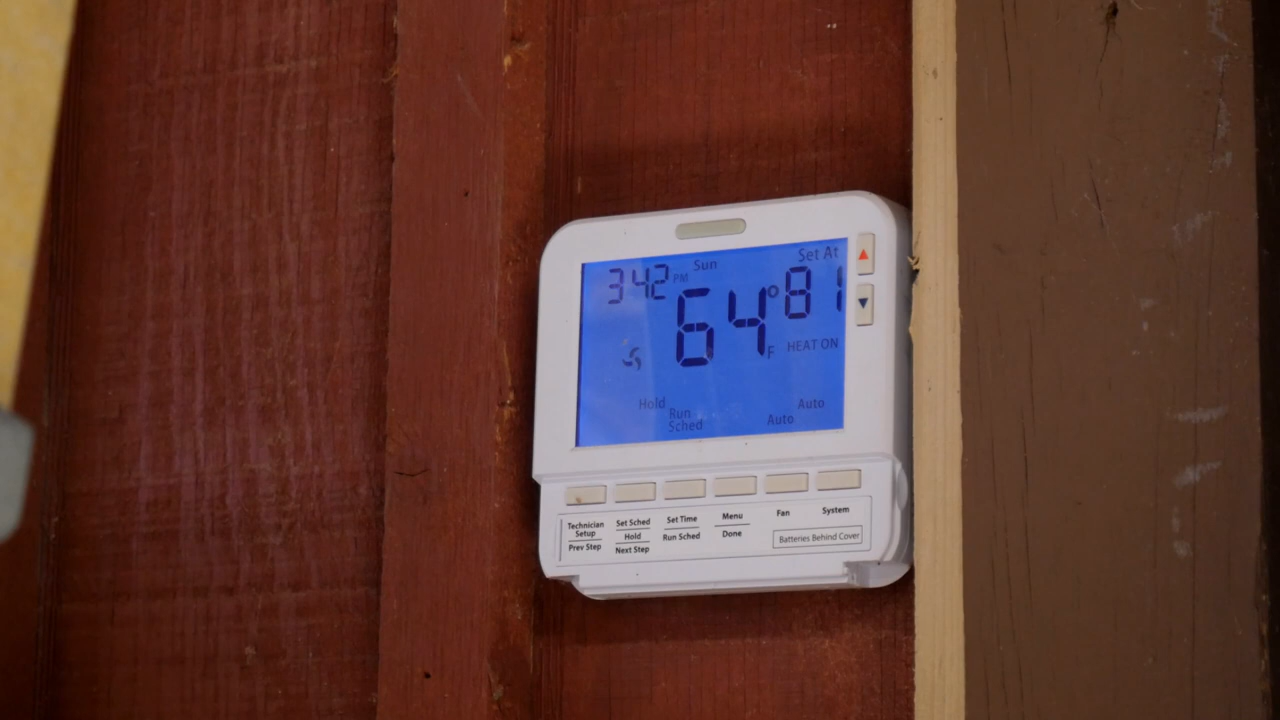 Sun Set At
3 42 PM 64° F 81
HEAT ON
Hold Auto
Run Auto
Sched
Technician Setup
Prev Step
Set Sched
Hold
Next Step
Set Time
Run Sched
Menu
Done
Fan
System
Batteries Behind Cover